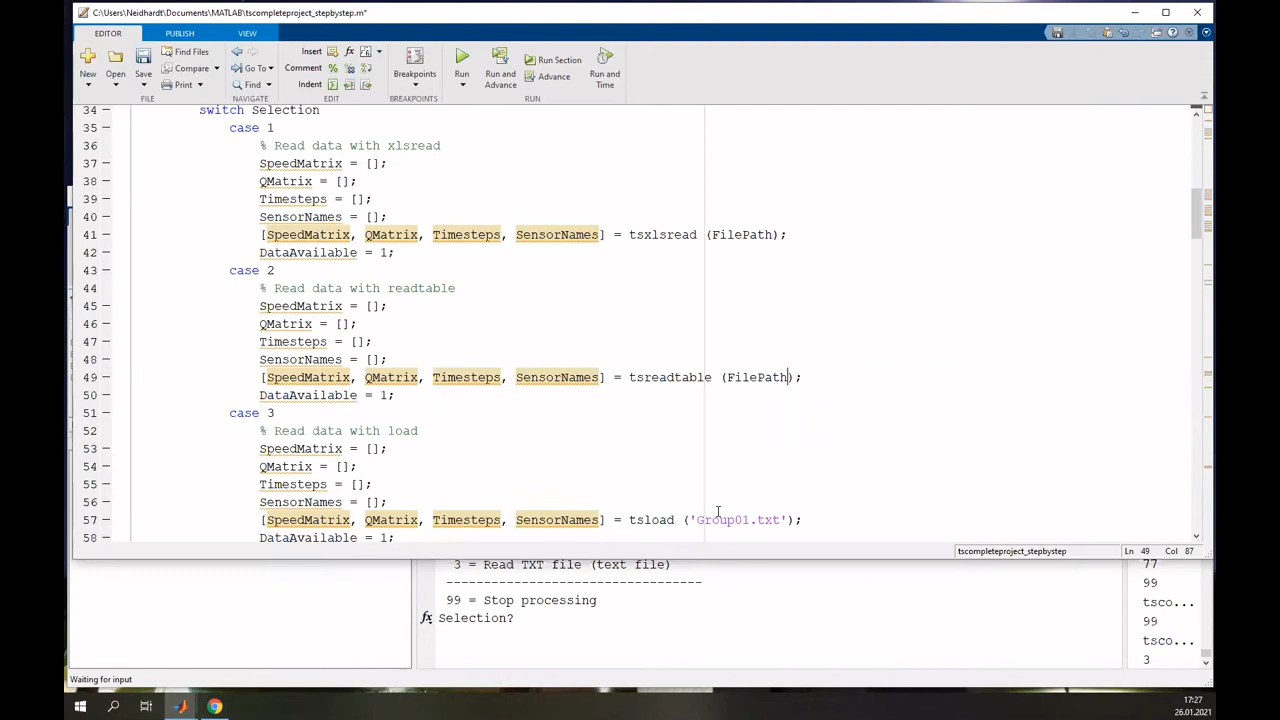 C:\Users\Neidhardt\Documents\MATLAB\tscompleteproject_stepbystep.m*
EDITOR PUBLISH VIEW
New Open Save Find Files Compare Print Go To Find Insert Comment Indent Breakpoints Run Run and Advance Run Section Advance Run and Time
FILE NAVIGATE EDIT BREAKPOINTS RUN
34 switch Selection
35 case 1
36 % Read data with xlsread
37 SpeedMatrix = [];
38 QMatrix = [];
39 Timesteps = [];
40 SensorNames = [];
41 [SpeedMatrix, QMatrix, Timesteps, SensorNames] = tsxlsread (FilePath);
42 DataAvailable = 1;
43 case 2
44 % Read data with readtable
45 SpeedMatrix = [];
46 QMatrix = [];
47 Timesteps = [];
48 SensorNames = [];
49 [SpeedMatrix, QMatrix, Timesteps, SensorNames] = tsreadtable (FilePath);
50 DataAvailable = 1;
51 case 3
52 % Read data with load
53 SpeedMatrix = [];
54 QMatrix = [];
55 Timesteps = [];
56 SensorNames = [];
57 [SpeedMatrix, QMatrix, Timesteps, SensorNames] = tsload ('Group01.txt');
58 DataAvailable = 1;
tscompleteproject_stepbystep Ln 49 Col 87
3 = Read TXT file (text file)
---------------------------------
99 = Stop processing
fx Selection?
77
99
tsco...
99
tsco...
3
Waiting for input
17:27
26.01.2021